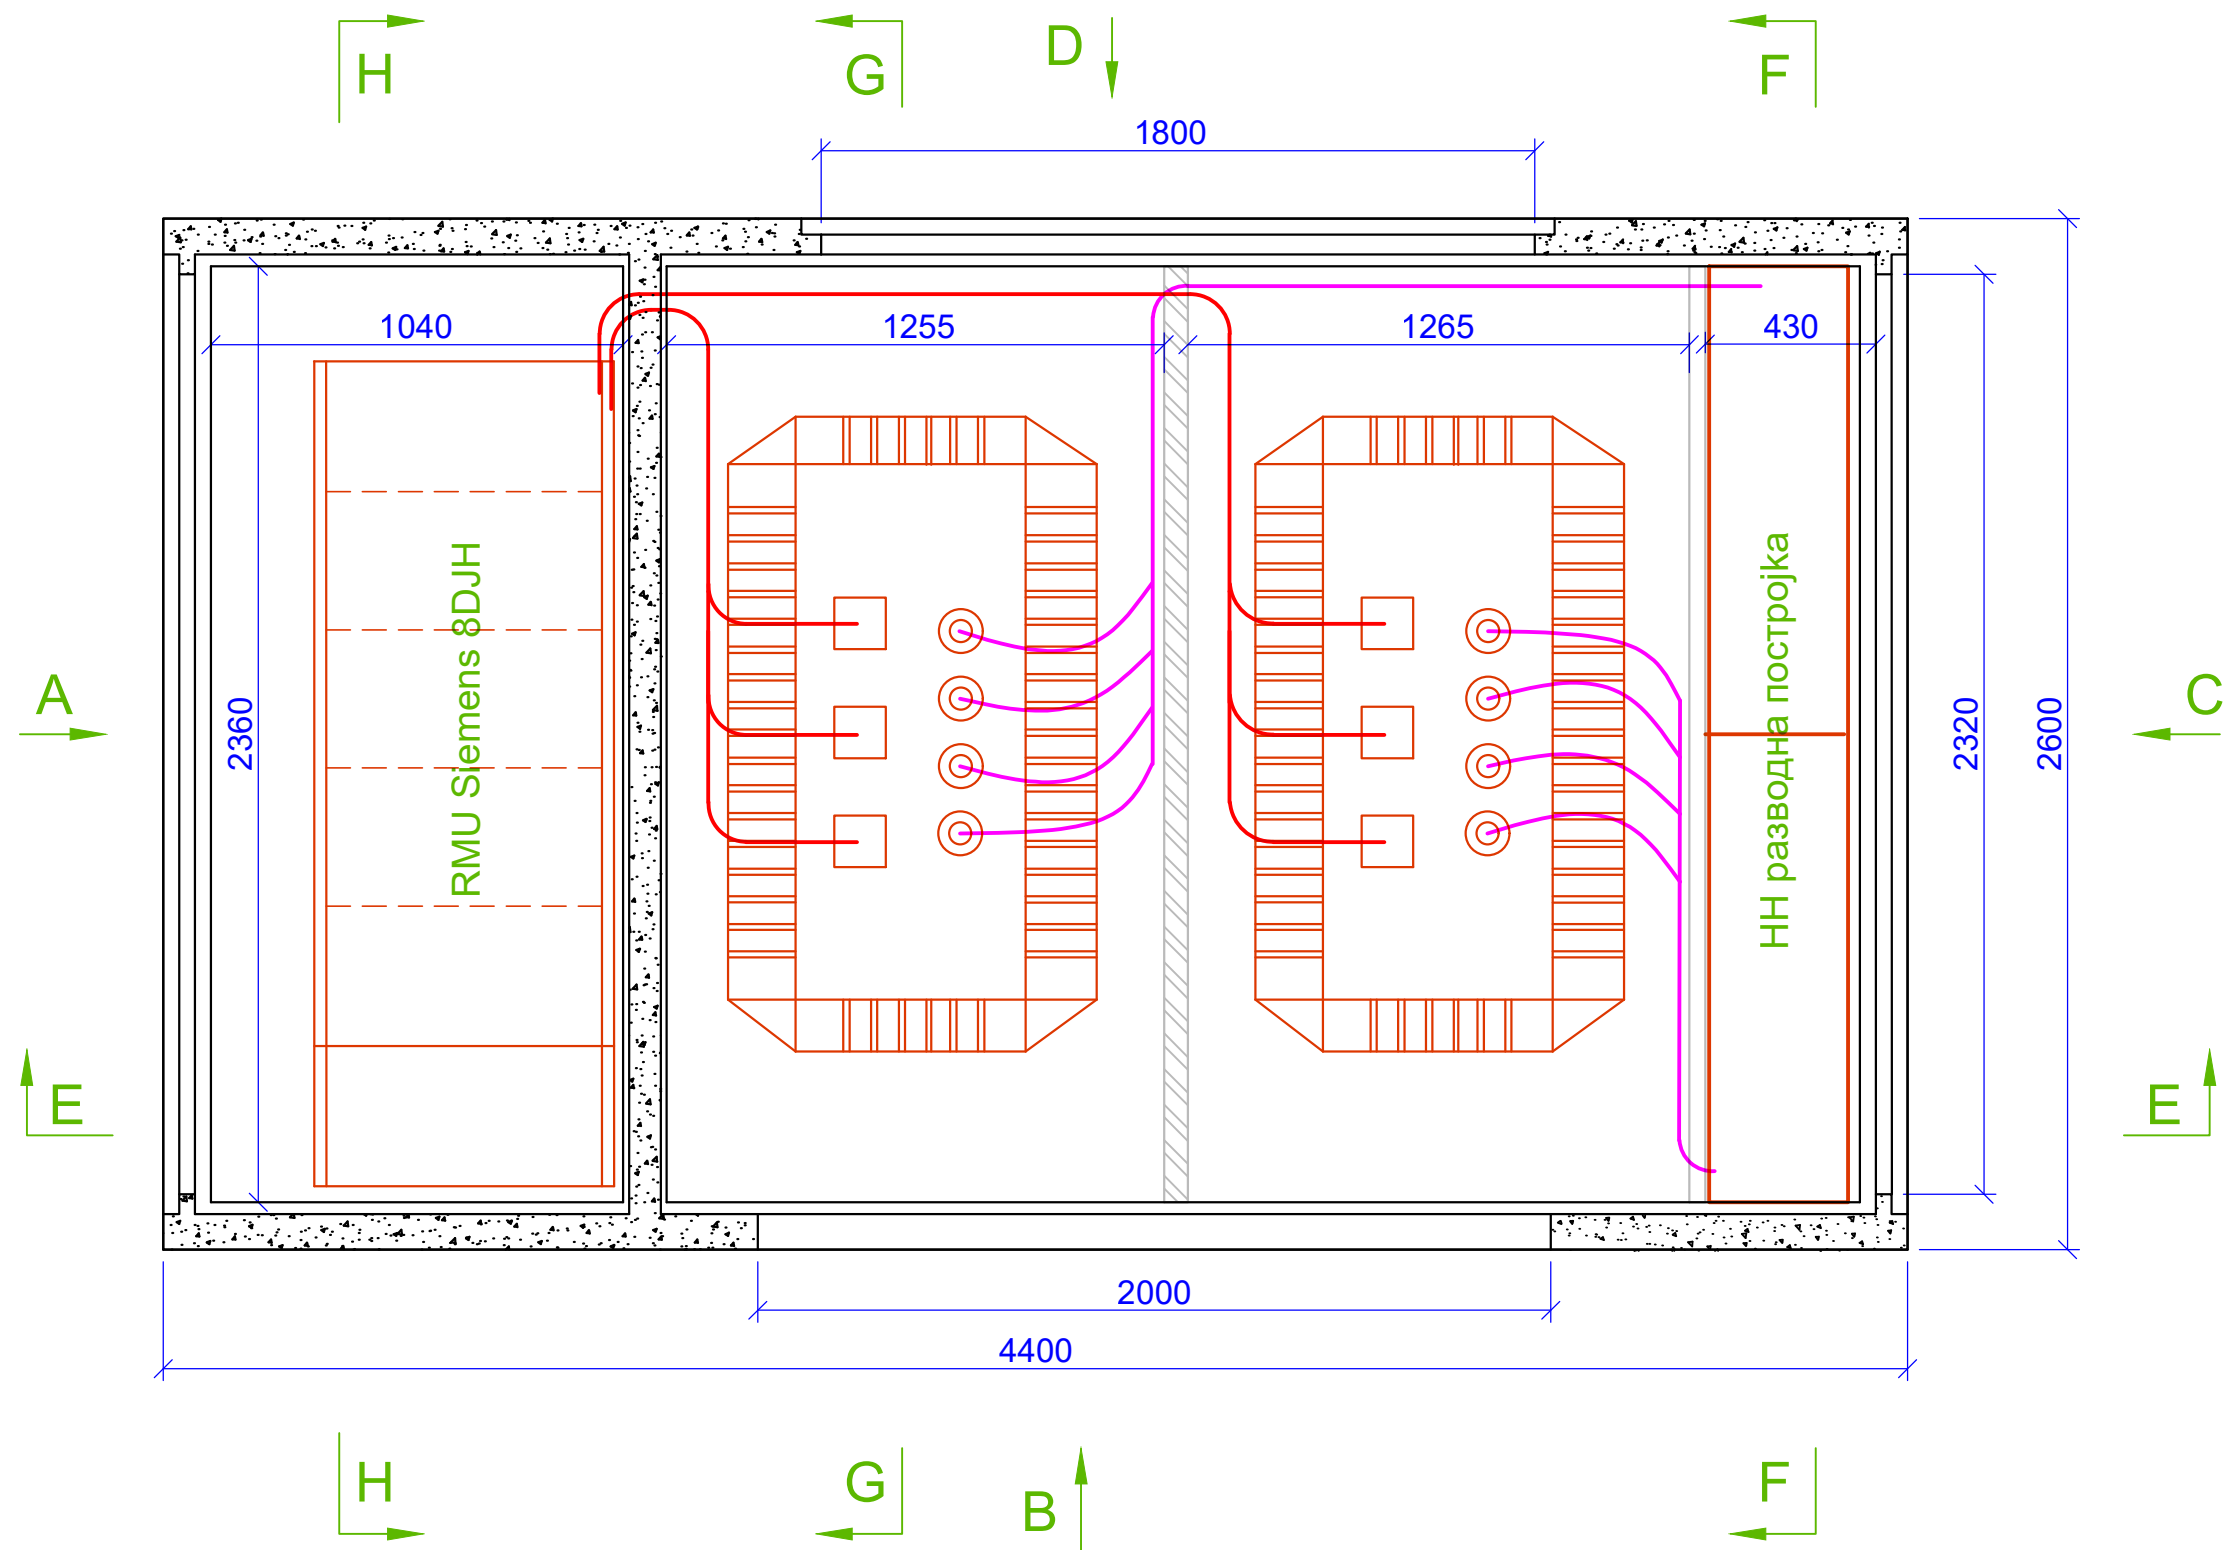 H
G
D
F
1800
1040
1255
1265
430
2360
RMU Siemens 8DJH
НН разводна постројка
2320
2600
A
C
E
E
2000
4400
H
G
B
F